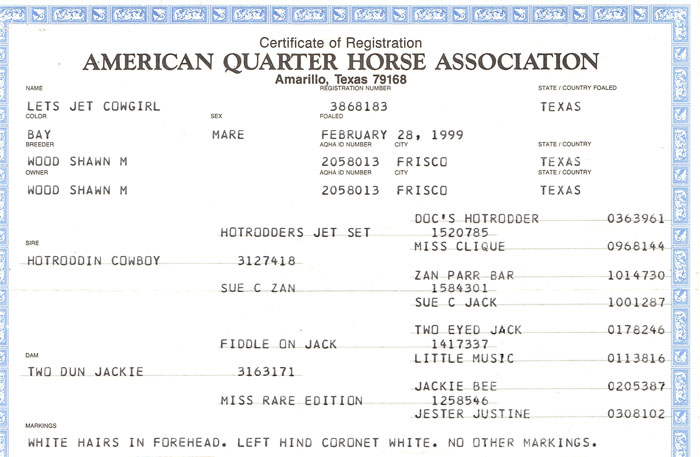 Certificate of Registration
AMERICAN QUARTER HORSE ASSOCIATION
Amarillo, Texas 79168
NAME REGISTRATION NUMBER STATE / COUNTRY FOALED
LETS JET COWGIRL 3868183 TEXAS
COLOR SEX FOALED
BAY MARE FEBRUARY 28, 1999
BREEDER AQHA ID NUMBER CITY STATE / COUNTRY
WOOD SHAWN M 2058013 FRISCO TEXAS
OWNER AQHA ID NUMBER CITY STATE / COUNTRY
WOOD SHAWN M 2058013 FRISCO TEXAS
DOC'S HOTRODDER 0363961
HOTRODDERS JET SET 1520785
MISS CLIQUE 0968144
SIRE
HOTRODDIN COWBOY 3127418
ZAN PARR BAR 1014730
SUE C ZAN 1584301
SUE C JACK 1001287
TWO EYED JACK 0178246
FIDDLE ON JACK 1417337
LITTLE MUSIC 0113816
DAM
TWO DUN JACKIE 3163171
JACKIE BEE 0205387
MISS RARE EDITION 1258546
JESTER JUSTINE 0308102
MARKINGS
WHITE HAIRS IN FOREHEAD. LEFT HIND CORONET WHITE. NO OTHER MARKINGS.